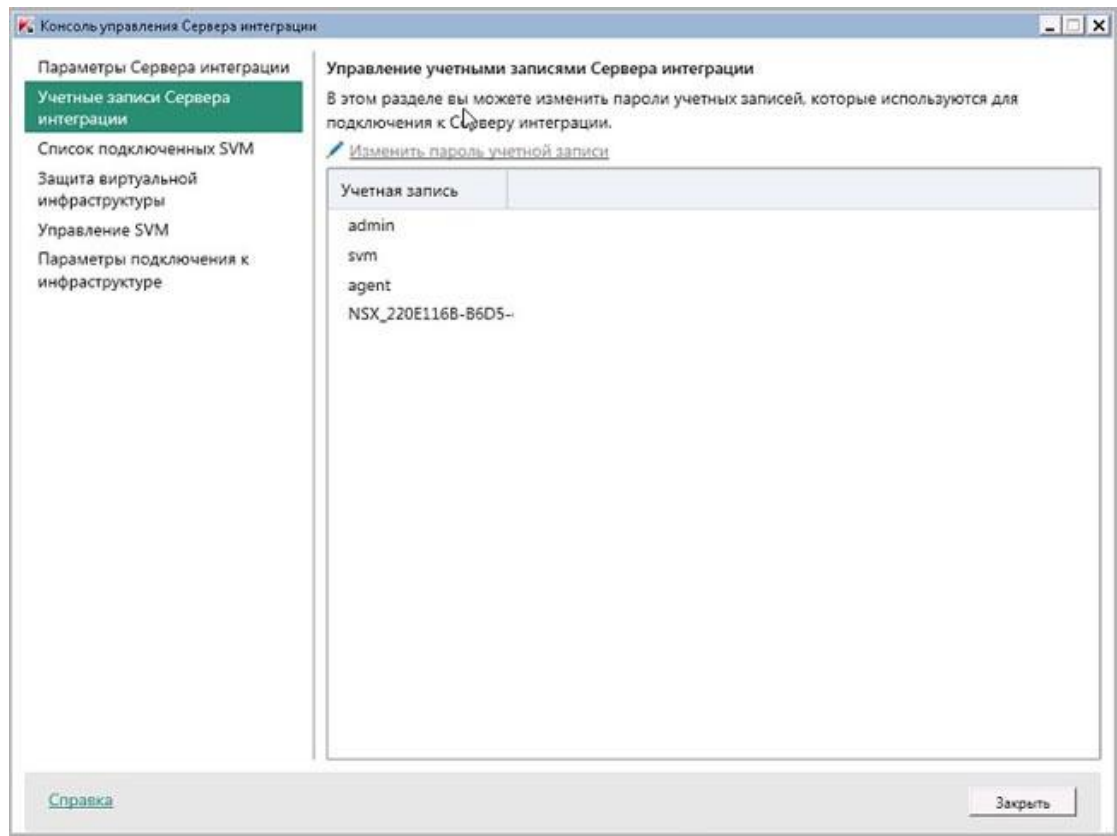 Консоль управления Сервера интеграции
Параметры Сервера интеграции
Учетные записи Сервера
интеграции
Список подключенных SVM
Защита виртуальной
инфраструктуры
Управление SVM
Параметры подключения к
инфраструктуре
Управление учетными записями Сервера интеграции
В этом разделе вы можете изменить пароли учетных записей, которые используются для
подключения к Серверу интеграции.
Изменить пароль учетной записи
Учетная запись
admin
svm
agent
NSX_220E116B-B6D5-
Справка
Закрыть